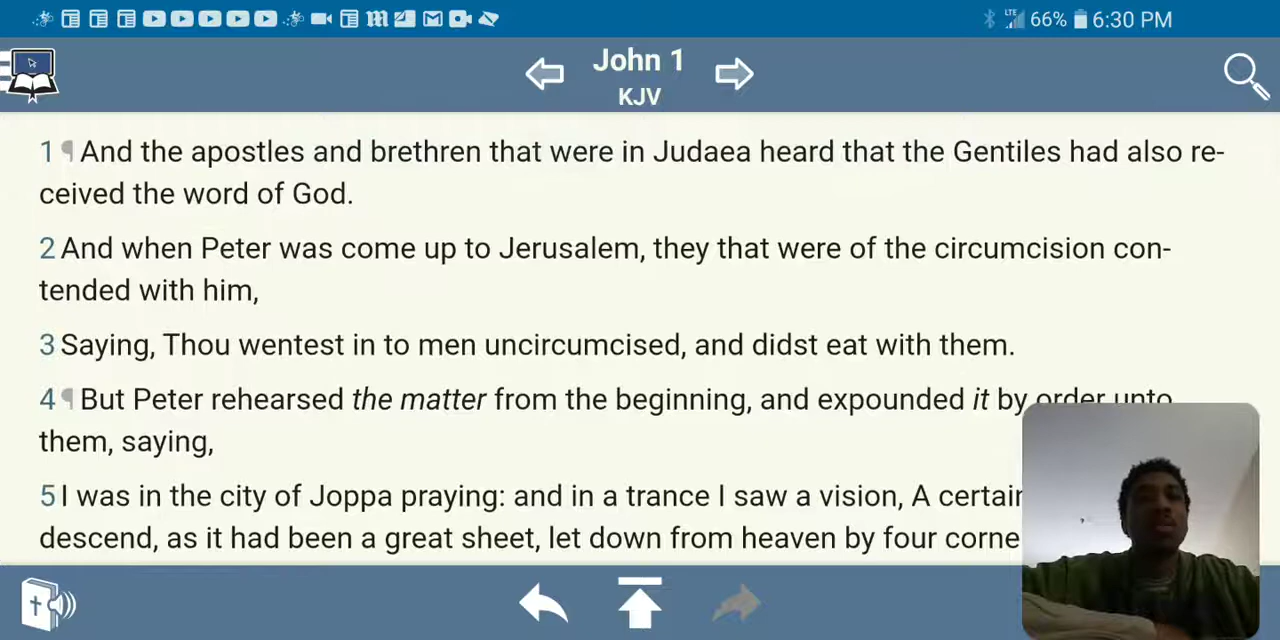 66% 6:30 PM
LTE
John 1
KJV
1 ¶ And the apostles and brethren that were in Judaea heard that the Gentiles had also re-
ceived the word of God.
2 And when Peter was come up to Jerusalem, they that were of the circumcision con-
tended with him,
3 Saying, Thou wentest in to men uncircumcised, and didst eat with them.
4 ¶ But Peter rehearsed the matter from the beginning, and expounded it by order unto
them, saying,
5 I was in the city of Joppa praying: and in a trance I saw a vision, A
descend, as it had been a great sheet, let down from heaven by four